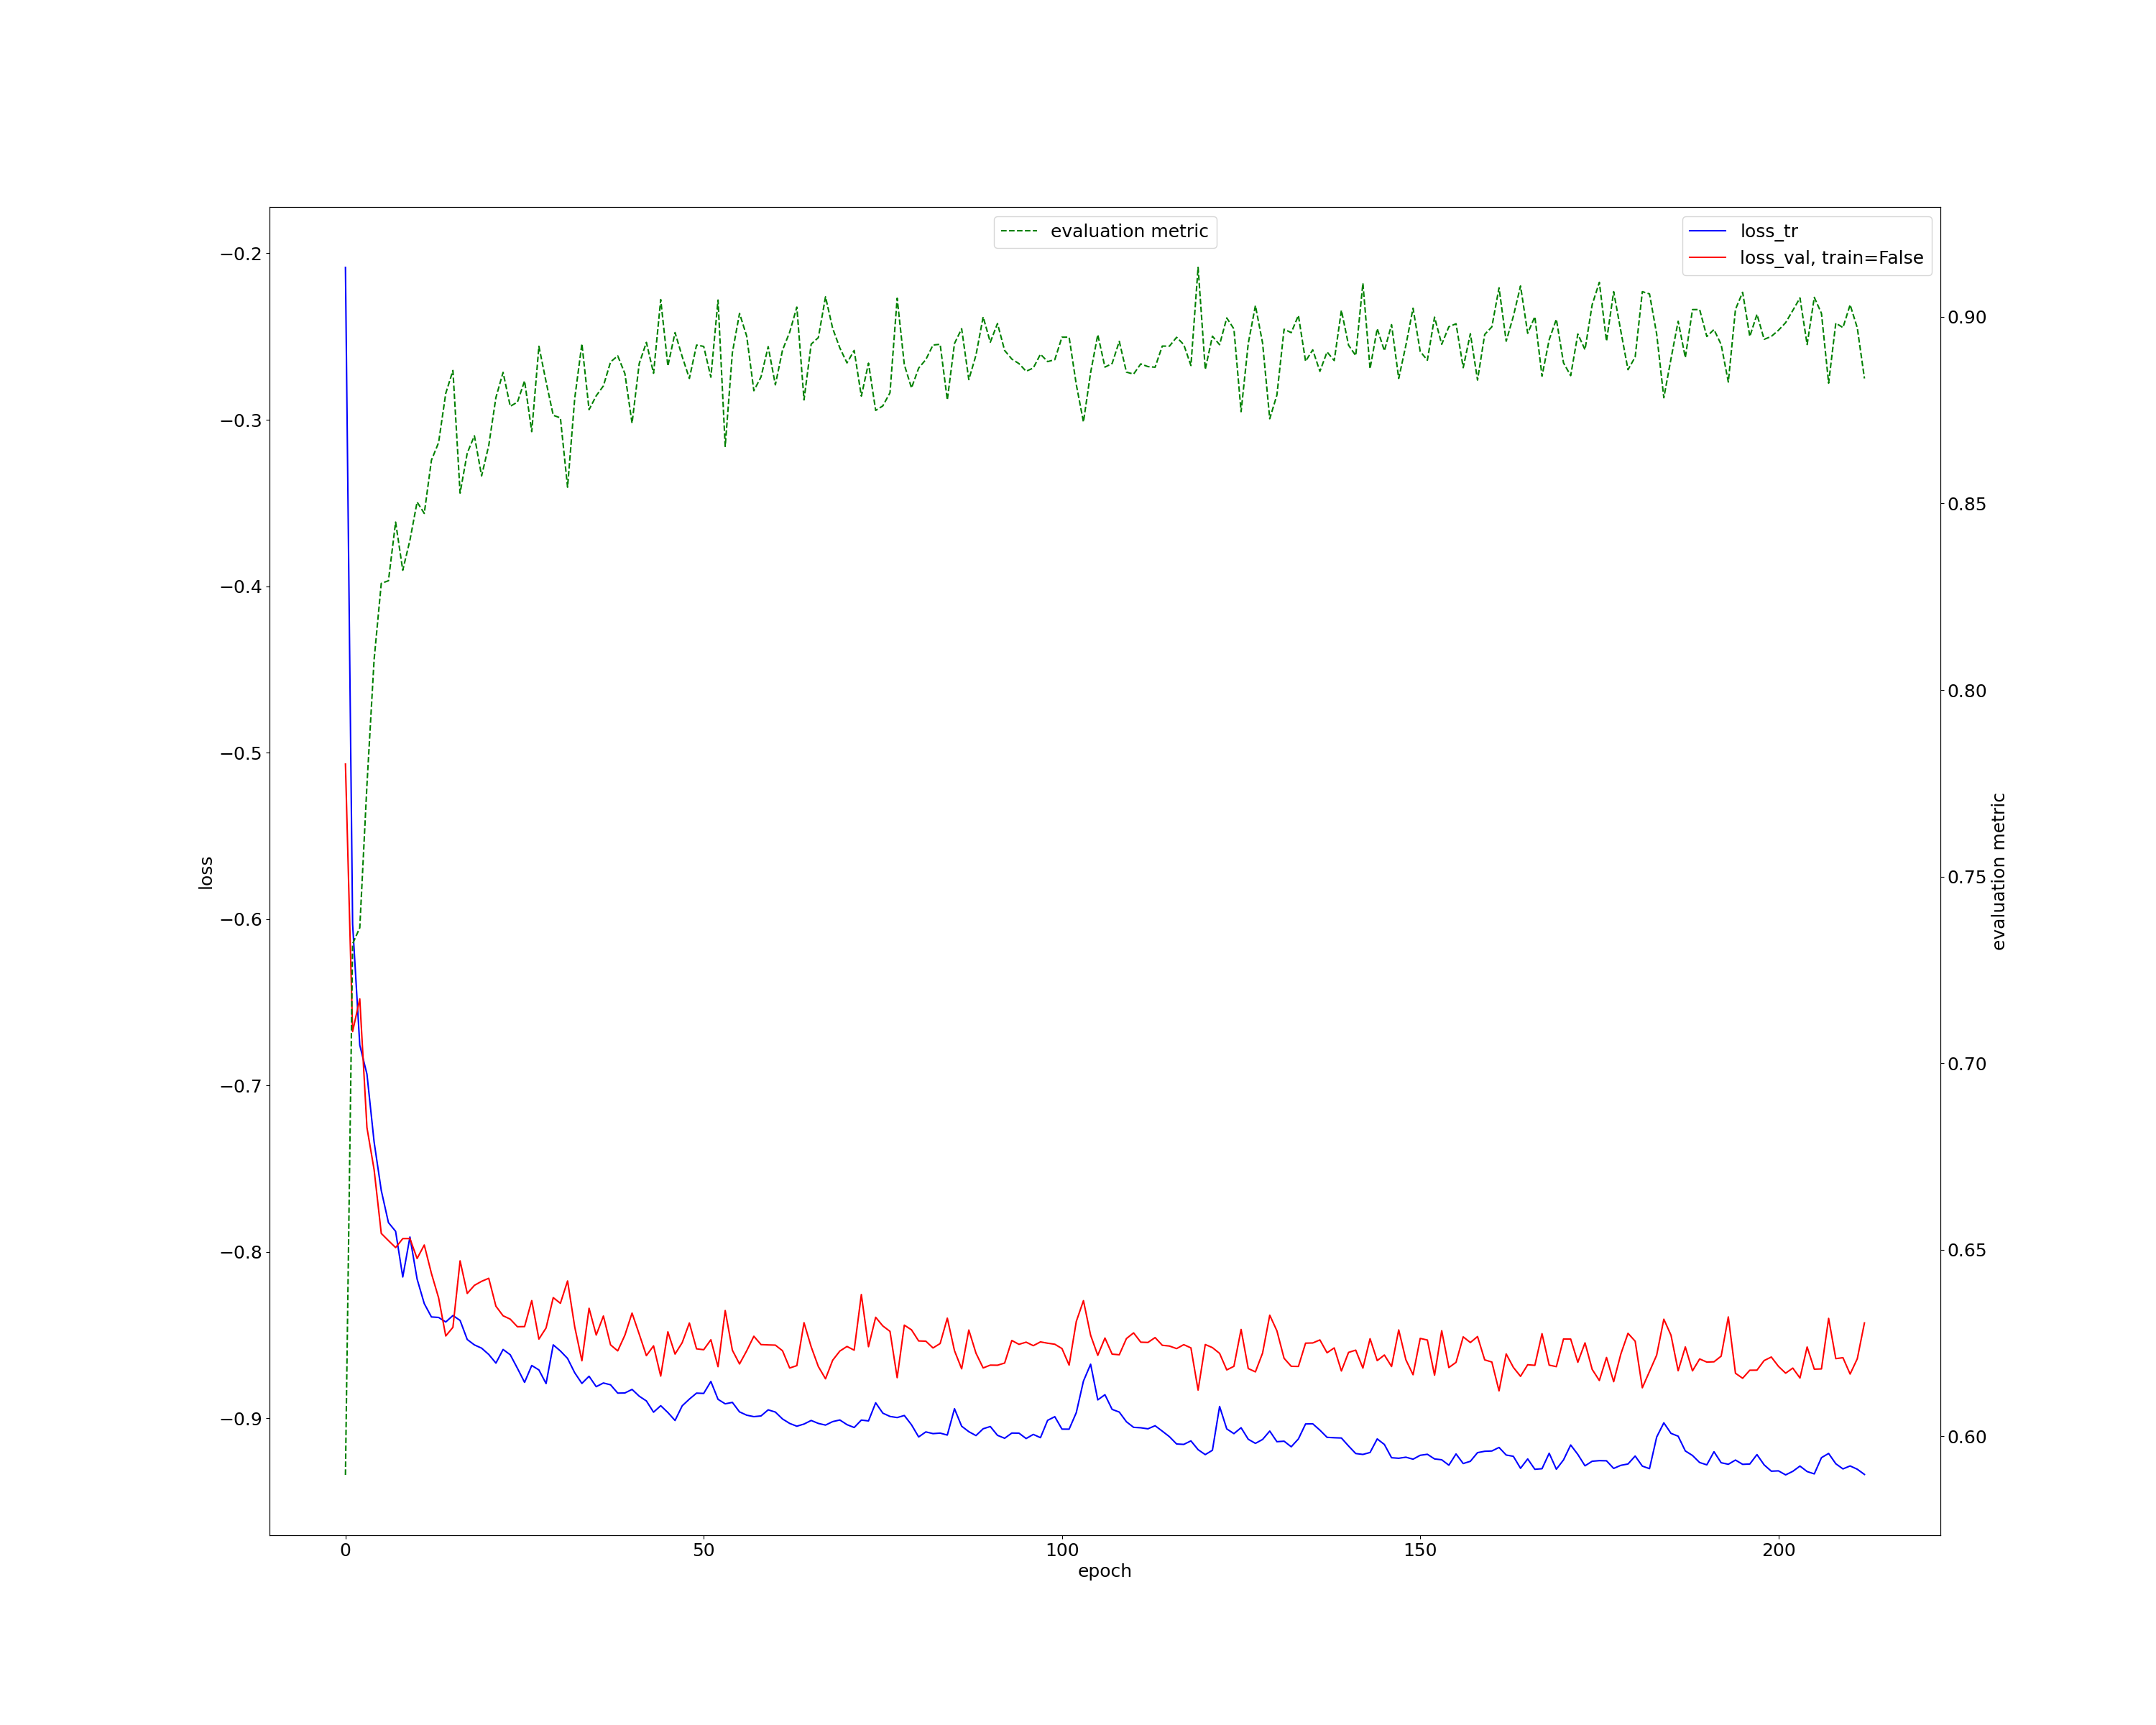 evaluation metric
loss_tr
loss_val, train=False
−0.2
−0.3
−0.4
−0.5
−0.6
−0.7
−0.8
−0.9
loss
0.90
0.85
0.80
0.75
0.70
0.65
0.60
evaluation metric
0 50 100 150 200
epoch